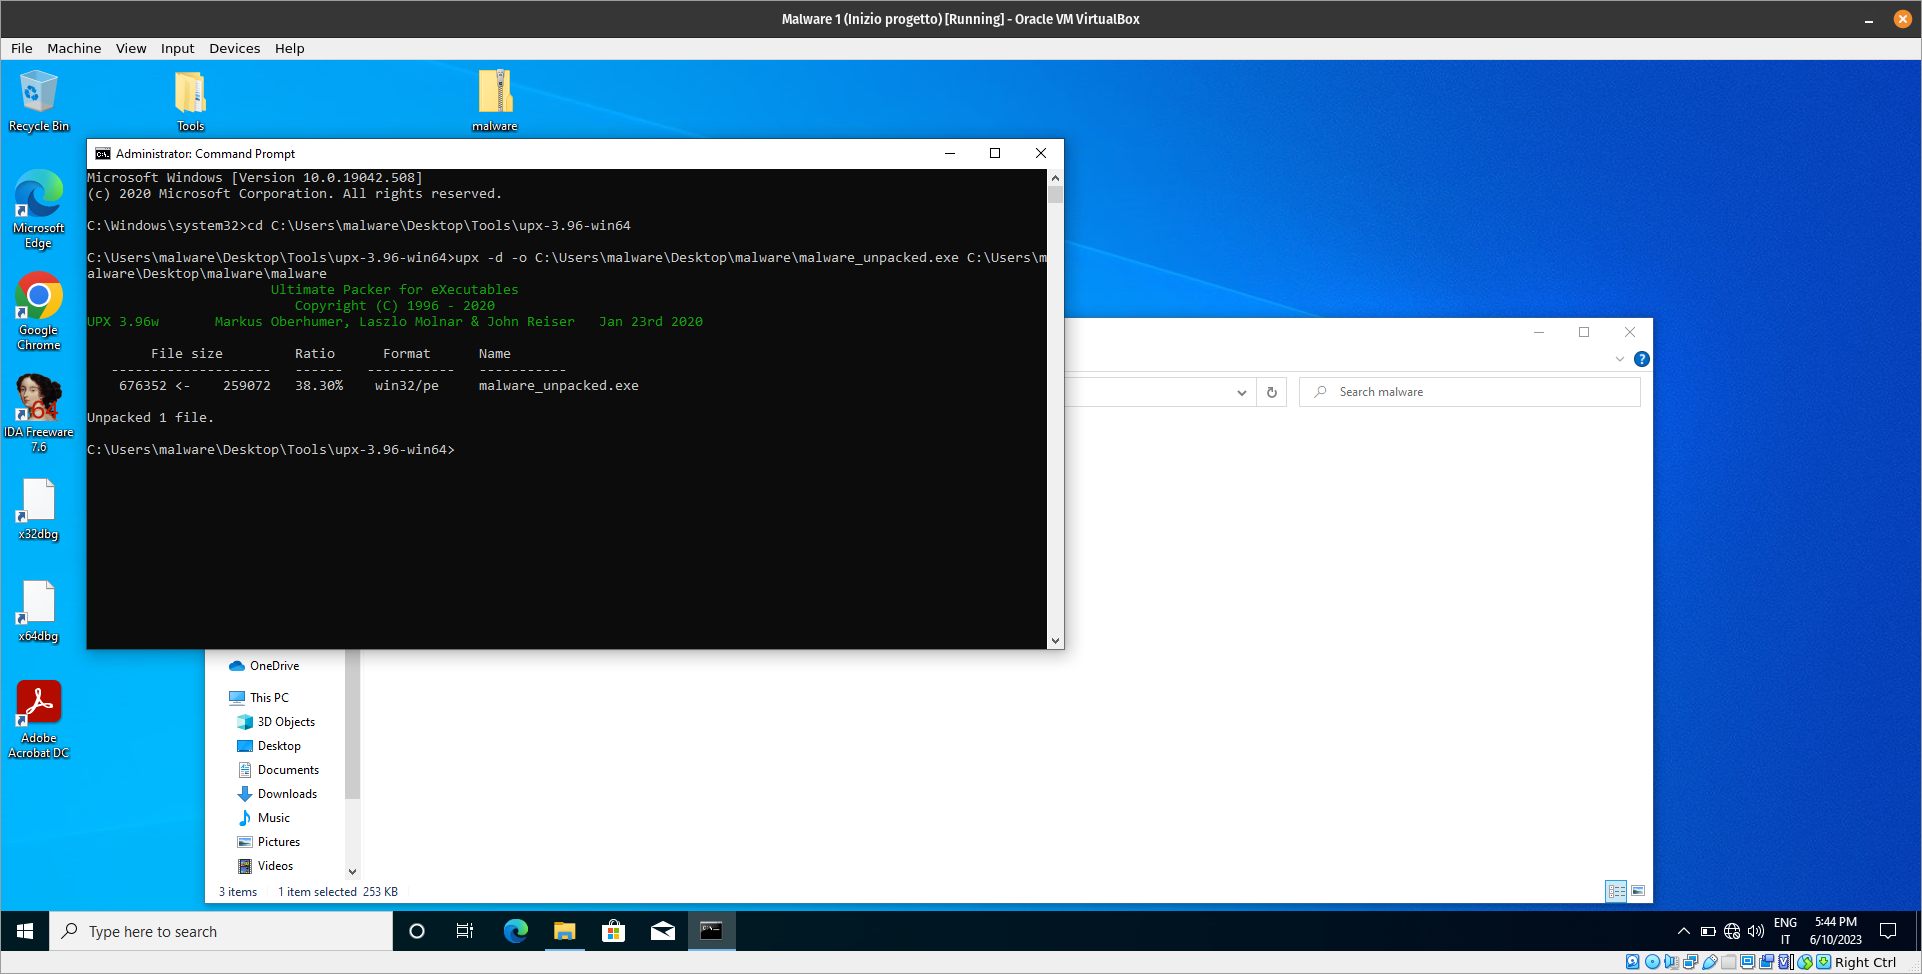 Malware 1 (Inizio progetto) [Running] - Oracle VM VirtualBox
File Machine View Input Devices Help
Recycle Bin
Tools
malware
Administrator: Command Prompt
Microsoft Windows [Version 10.0.19042.508]
(c) 2020 Microsoft Corporation. All rights reserved.
C:\Windows\system32>cd C:\Users\malware\Desktop\Tools\upx-3.96-win64
C:\Users\malware\Desktop\Tools\upx-3.96-win64>upx -d -o C:\Users\malware\Desktop\malware\malware_unpacked.exe C:\Users\m
alware\Desktop\malware\malware
Ultimate Packer for eXecutables
Copyright (C) 1996 - 2020
UPX 3.96w Markus Oberhumer, Laszlo Molnar & John Reiser Jan 23rd 2020
File size Ratio Format Name
-------------------- ------ ----------- -----------
676352 <- 259072 38.30% win32/pe malware_unpacked.exe
Unpacked 1 file.
C:\Users\malware\Desktop\Tools\upx-3.96-win64>
Microsoft
Edge
Google
Chrome
64
IDA Freeware
7.6
x32dbg
x64dbg
Adobe
Acrobat DC
?
Search malware
OneDrive
This PC
3D Objects
Desktop
Documents
Downloads
Music
Pictures
Videos
3 items 1 item selected 253 KB
Type here to search
ENG
IT
5:44 PM
6/10/2023
Right Ctrl